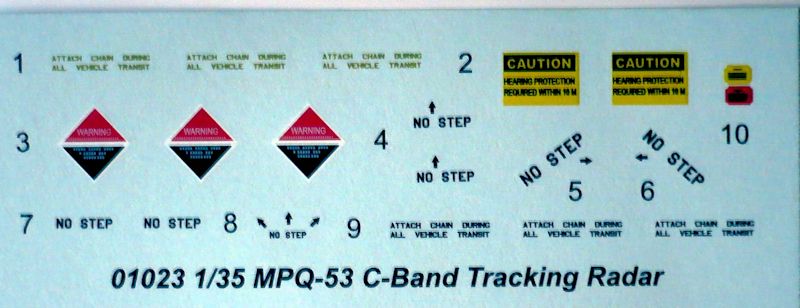 1
ATTACH CHAIN DURING
ALL VEHICLE TRANSIT
ATTACH CHAIN DURING
ALL VEHICLE TRANSIT
ATTACH CHAIN DURING
ALL VEHICLE TRANSIT
2
CAUTION
HEARING PROTECTION
REQUIRED WITHIN 10 M
CAUTION
HEARING PROTECTION
REQUIRED WITHIN 10 M
10
3
WARNING
WARNING
WARNING
4
NO STEP
NO STEP
NO STEP
5
NO STEP
6
7
NO STEP
NO STEP
8
NO STEP
9
ATTACH CHAIN DURING
ALL VEHICLE TRANSIT
ATTACH CHAIN DURING
ALL VEHICLE TRANSIT
ATTACH CHAIN DURING
ALL VEHICLE TRANSIT
01023 1/35 MPQ-53 C-Band Tracking Radar